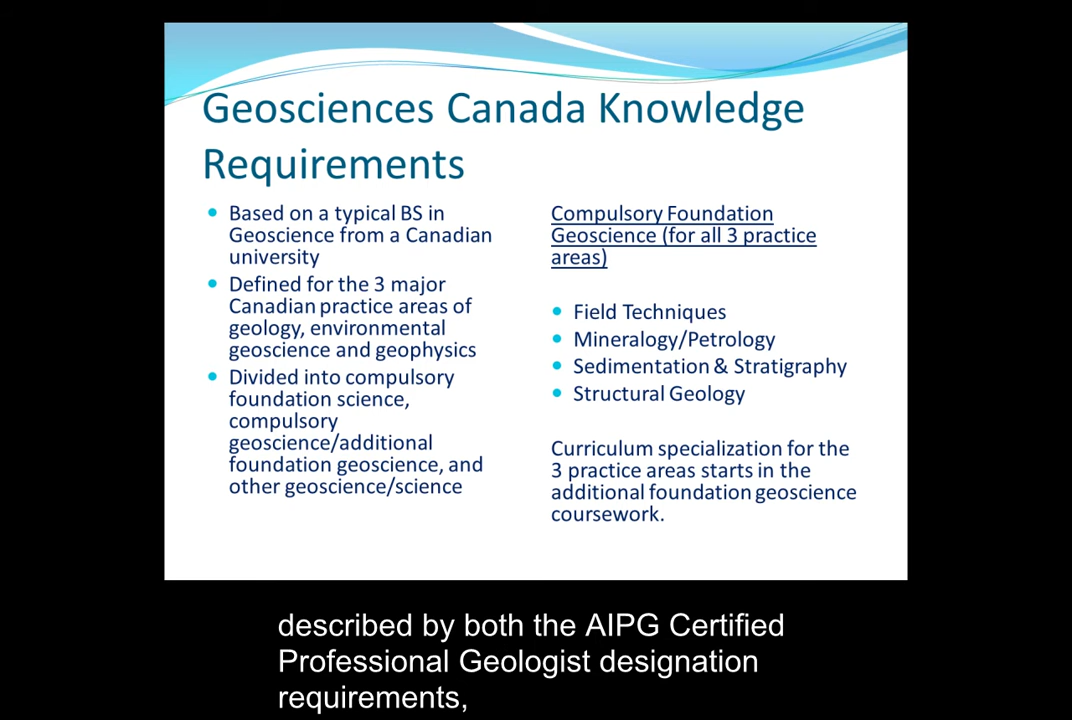 Geosciences Canada Knowledge
Requirements
Based on a typical BS in
Geoscience from a Canadian
university
Defined for the 3 major
Canadian practice areas of
geology, environmental
geoscience and geophysics
Divided into compulsory
foundation science,
compulsory
geoscience/additional
foundation geoscience, and
other geoscience/science
Compulsory Foundation
Geoscience (for all 3 practice
areas)
Field Techniques
Mineralogy/Petrology
Sedimentation & Stratigraphy
Structural Geology
Curriculum specialization for the
3 practice areas starts in the
additional foundation geoscience
coursework.
described by both the AIPG Certified
Professional Geologist designation
requirements,